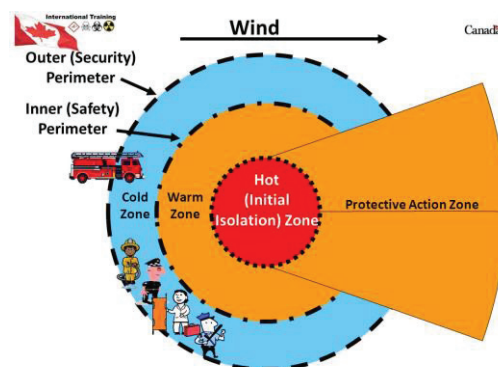 International Training
Wind
Canada
Outer (Security)
Perimeter
Inner (Safety)
Perimeter
Cold
Zone
Warm
Zone
Hot
(Initial
Isolation) Zone
Protective Action Zone